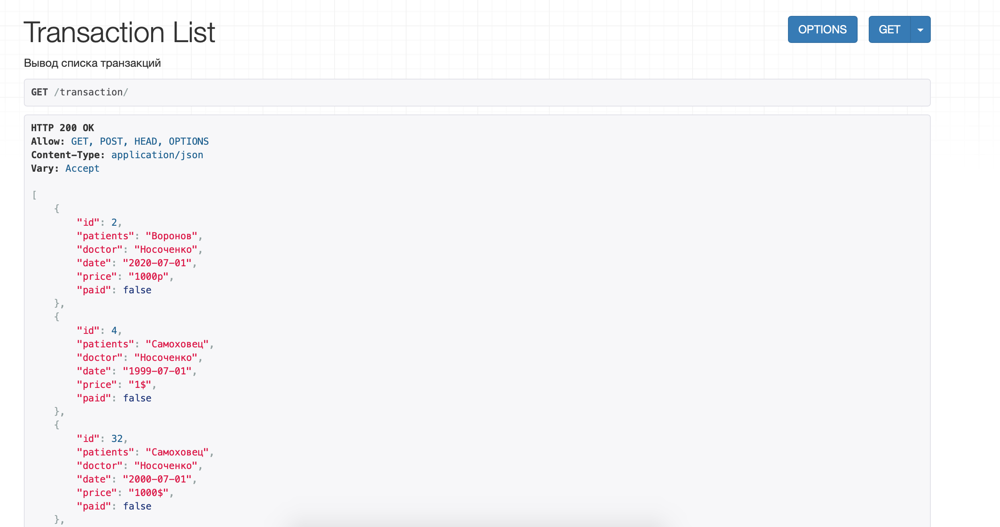 Transaction List
OPTIONS
GET
Вывод списка транзакций
GET /transaction/
HTTP 200 OK
Allow: GET, POST, HEAD, OPTIONS
Content-Type: application/json
Vary: Accept
[
{
"id": 2,
"patients": "Воронов",
"doctor": "Носоченко",
"date": "2020-07-01",
"price": "1000р",
"paid": false
},
{
"id": 4,
"patients": "Самоховец",
"doctor": "Носоченко",
"date": "1999-07-01",
"price": "1$",
"paid": false
},
{
"id": 32,
"patients": "Самоховец",
"doctor": "Носоченко",
"date": "2000-07-01",
"price": "1000$",
"paid": false
},